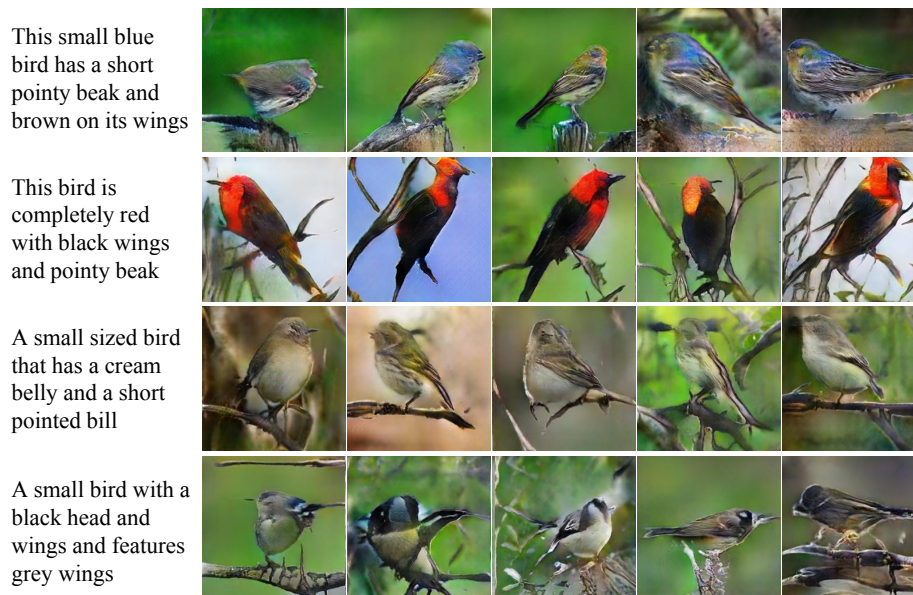 This small blue
bird has a short
pointy beak and
brown on its wings
This bird is
completely red
with black wings
and pointy beak
A small sized bird
that has a cream
belly and a short
pointed bill
A small bird with a
black head and
wings and features
grey wings